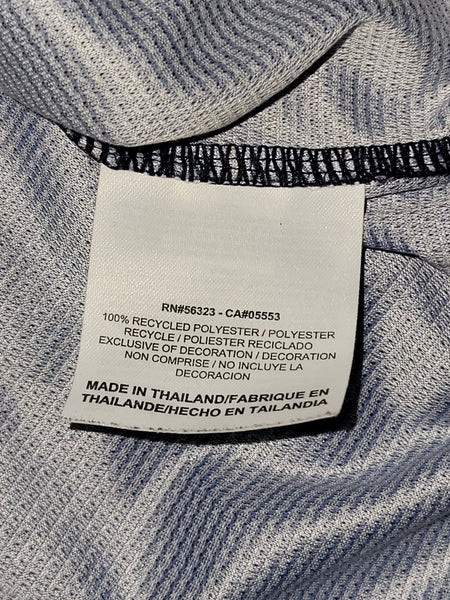 RN#56323 - CA#05553
100% RECYCLED POLYESTER / POLYESTER
RECYCLE / POLIESTER RECICLADO
EXCLUSIVE OF DECORATION / DECORATION
NON COMPRISE / NO INCLUYE LA
DECORACION
MADE IN THAILAND/FABRIQUE EN
THAILANDE/HECHO EN TAILANDIA